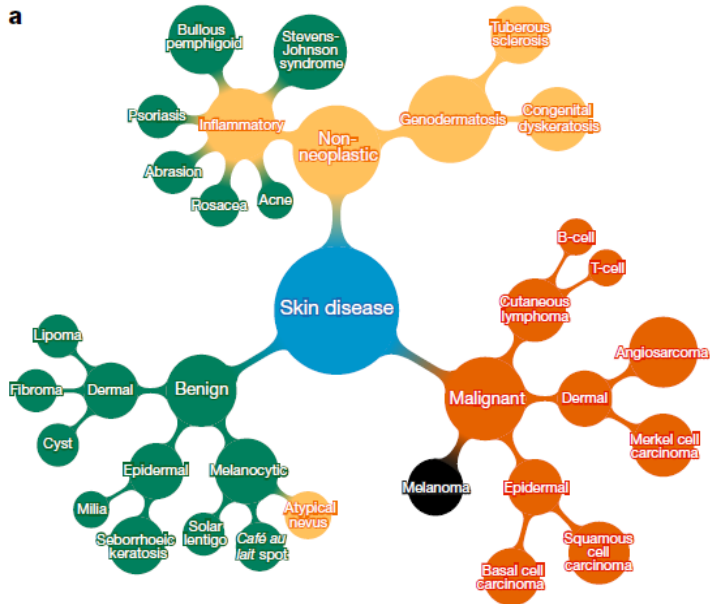 a
Bullous
pemphigoid
Stevens-
Johnson
syndrome
Psoriasis
Inflammatory
Abrasion
Rosacea
Acne
Non-
neoplastic
Genodermatosis
Tuberous
sclerosis
Congenital
dyskeratosis
Skin disease
Lipoma
Fibroma
Dermal
Cyst
Benign
Epidermal
Milia
Seborrhoeic
keratosis
Melanocytic
Solar
lentigo
Café au
lait spot
Atypical
nevus
B-cell
T-cell
Cutaneous
lymphoma
Malignant
Dermal
Angiosarcoma
Merkel cell
carcinoma
Melanoma
Epidermal
Basal cell
carcinoma
Squamous
cell
carcinoma